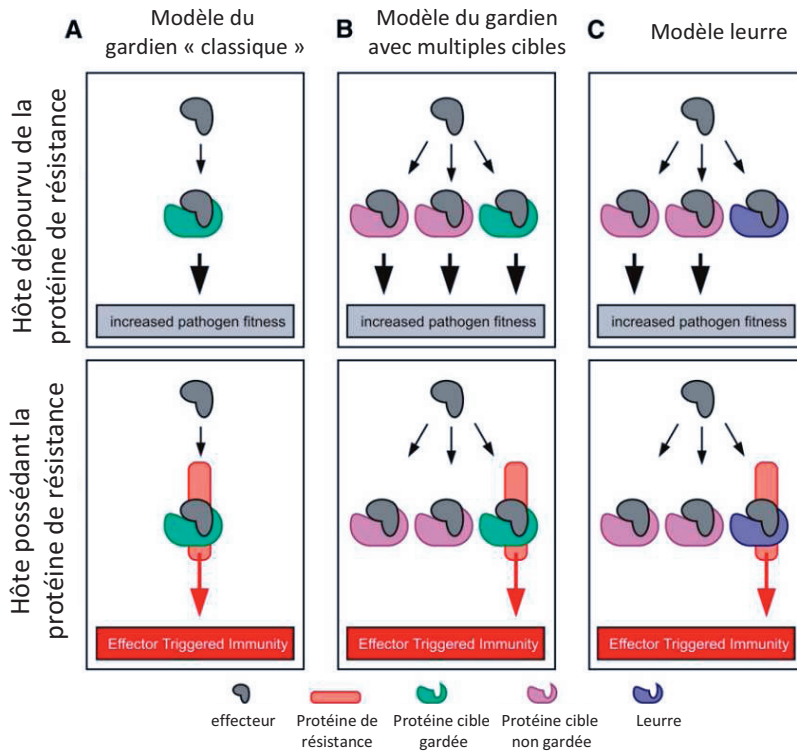 A
Modèle du
gardien « classique »
B
Modèle du gardien
avec multiples cibles
C
Modèle leurre
Hôte dépourvu de la
protéine de résistance
increased pathogen fitness
increased pathogen fitness
increased pathogen fitness
Hôte possédant la
protéine de résistance
Effector Triggered Immunity
Effector Triggered Immunity
Effector Triggered Immunity
effecteur
Protéine de
résistance
Protéine cible
gardée
Protéine cible
non gardée
Leurre